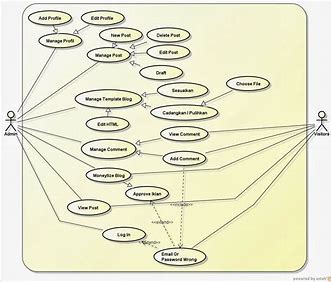 Add Profile
Edit Profile
New Post
Delete Post
Manage Profil
Manage Post
Edit Post
Draft
Sesuaikan
Choose File
Manage Template Blog
Cadangkan / Pulihkan
Edit HTML
Admin
Visitors
View Comment
Manage Comment
Add Comment
Monetize Blog
Approve Iklan
View Post
Log In
Email Or
Password Wrong